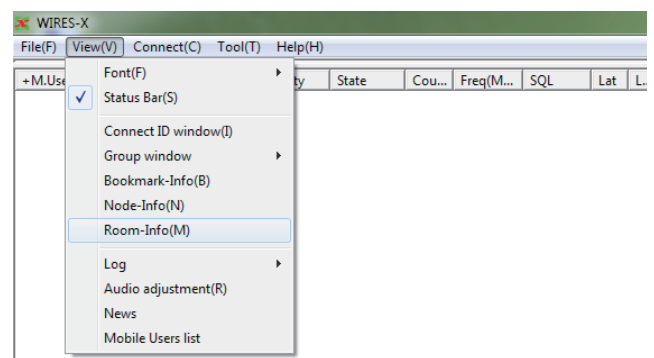 WIRES-X
File(F) View(V) Connect(C) Tool(T) Help(H)
+M.Use ty State Cou... Freq(M... SQL Lat L..
Font(F)
Status Bar(S)
Connect ID window(I)
Group window
Bookmark-Info(B)
Node-Info(N)
Room-Info(M)
Log
Audio adjustment(R)
News
Mobile Users list